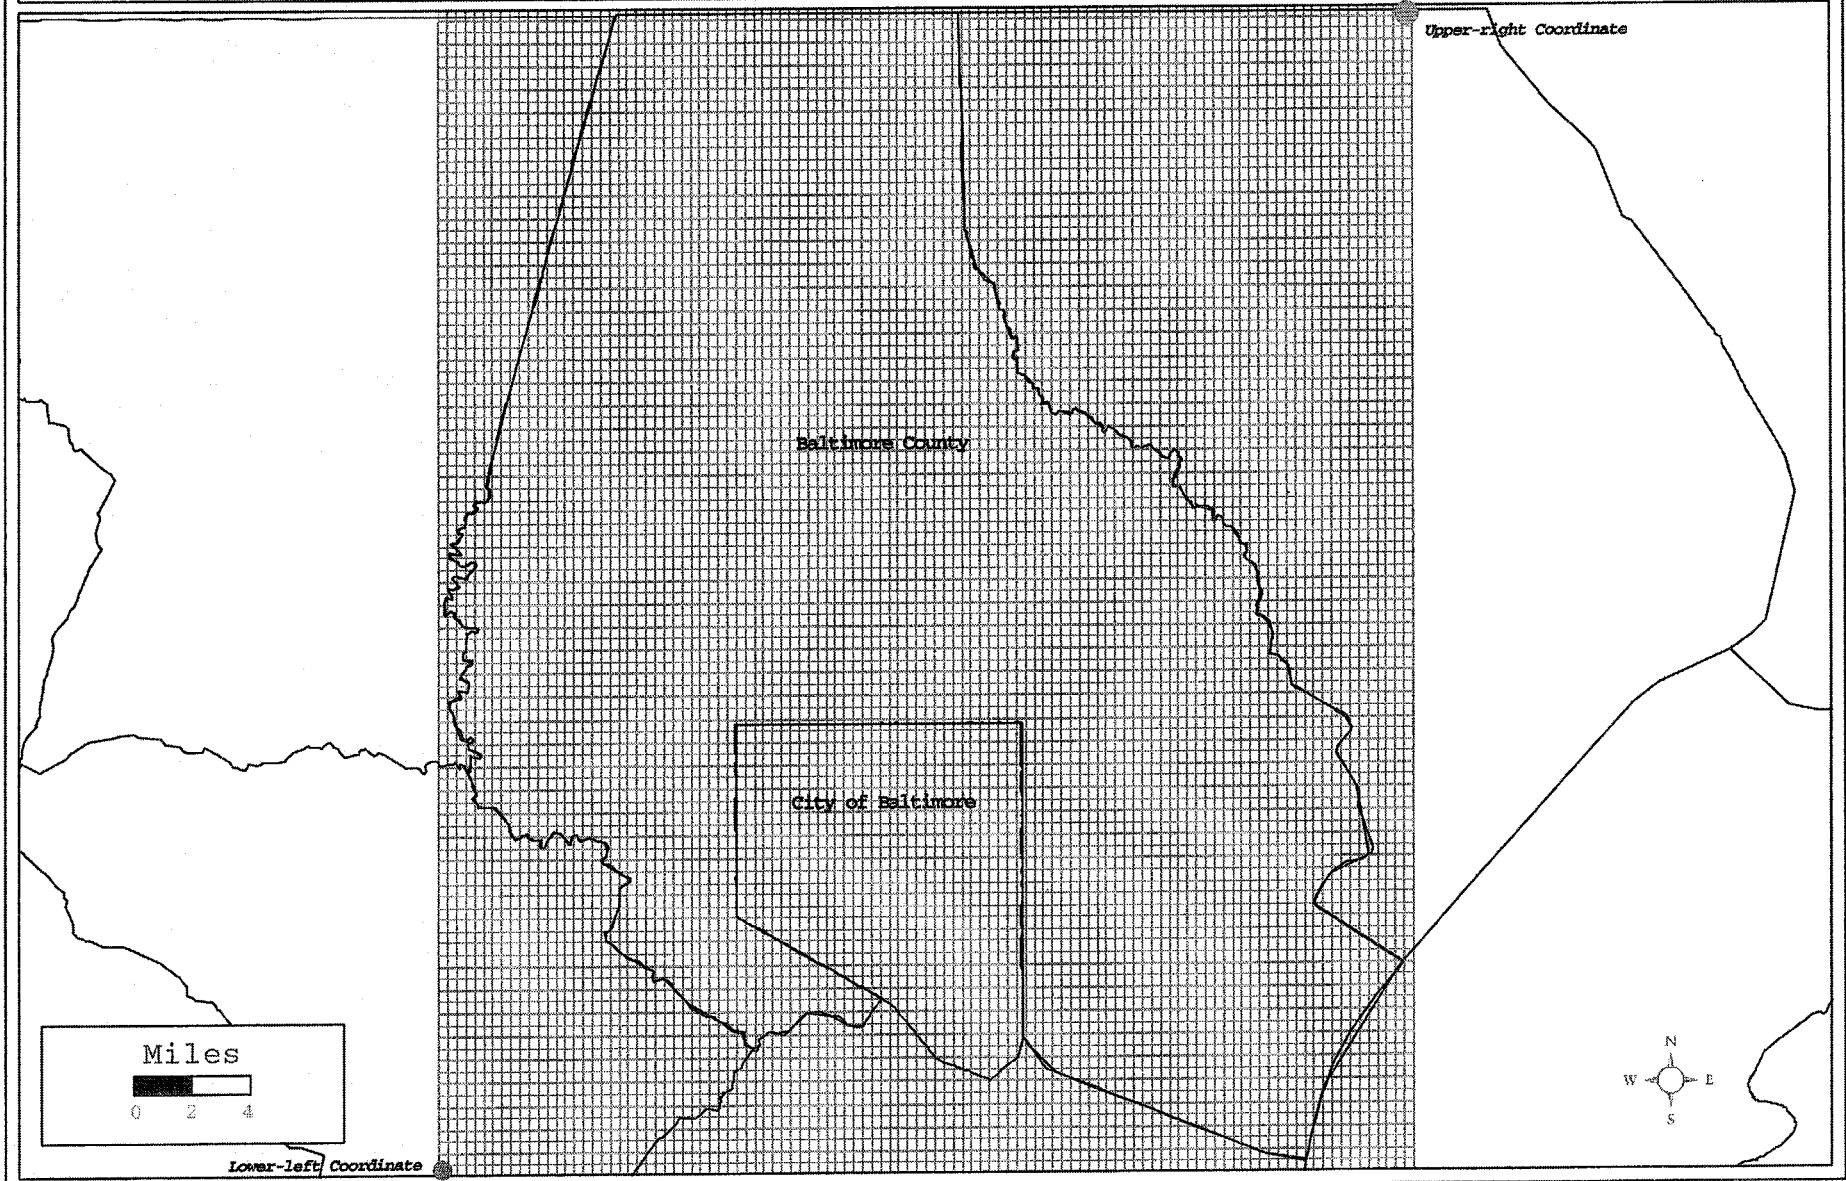 Upper-right Coordinate
Baltimore County
City of Baltimore
Miles
0 2 4
N
W E
S
Lower-left Coordinate